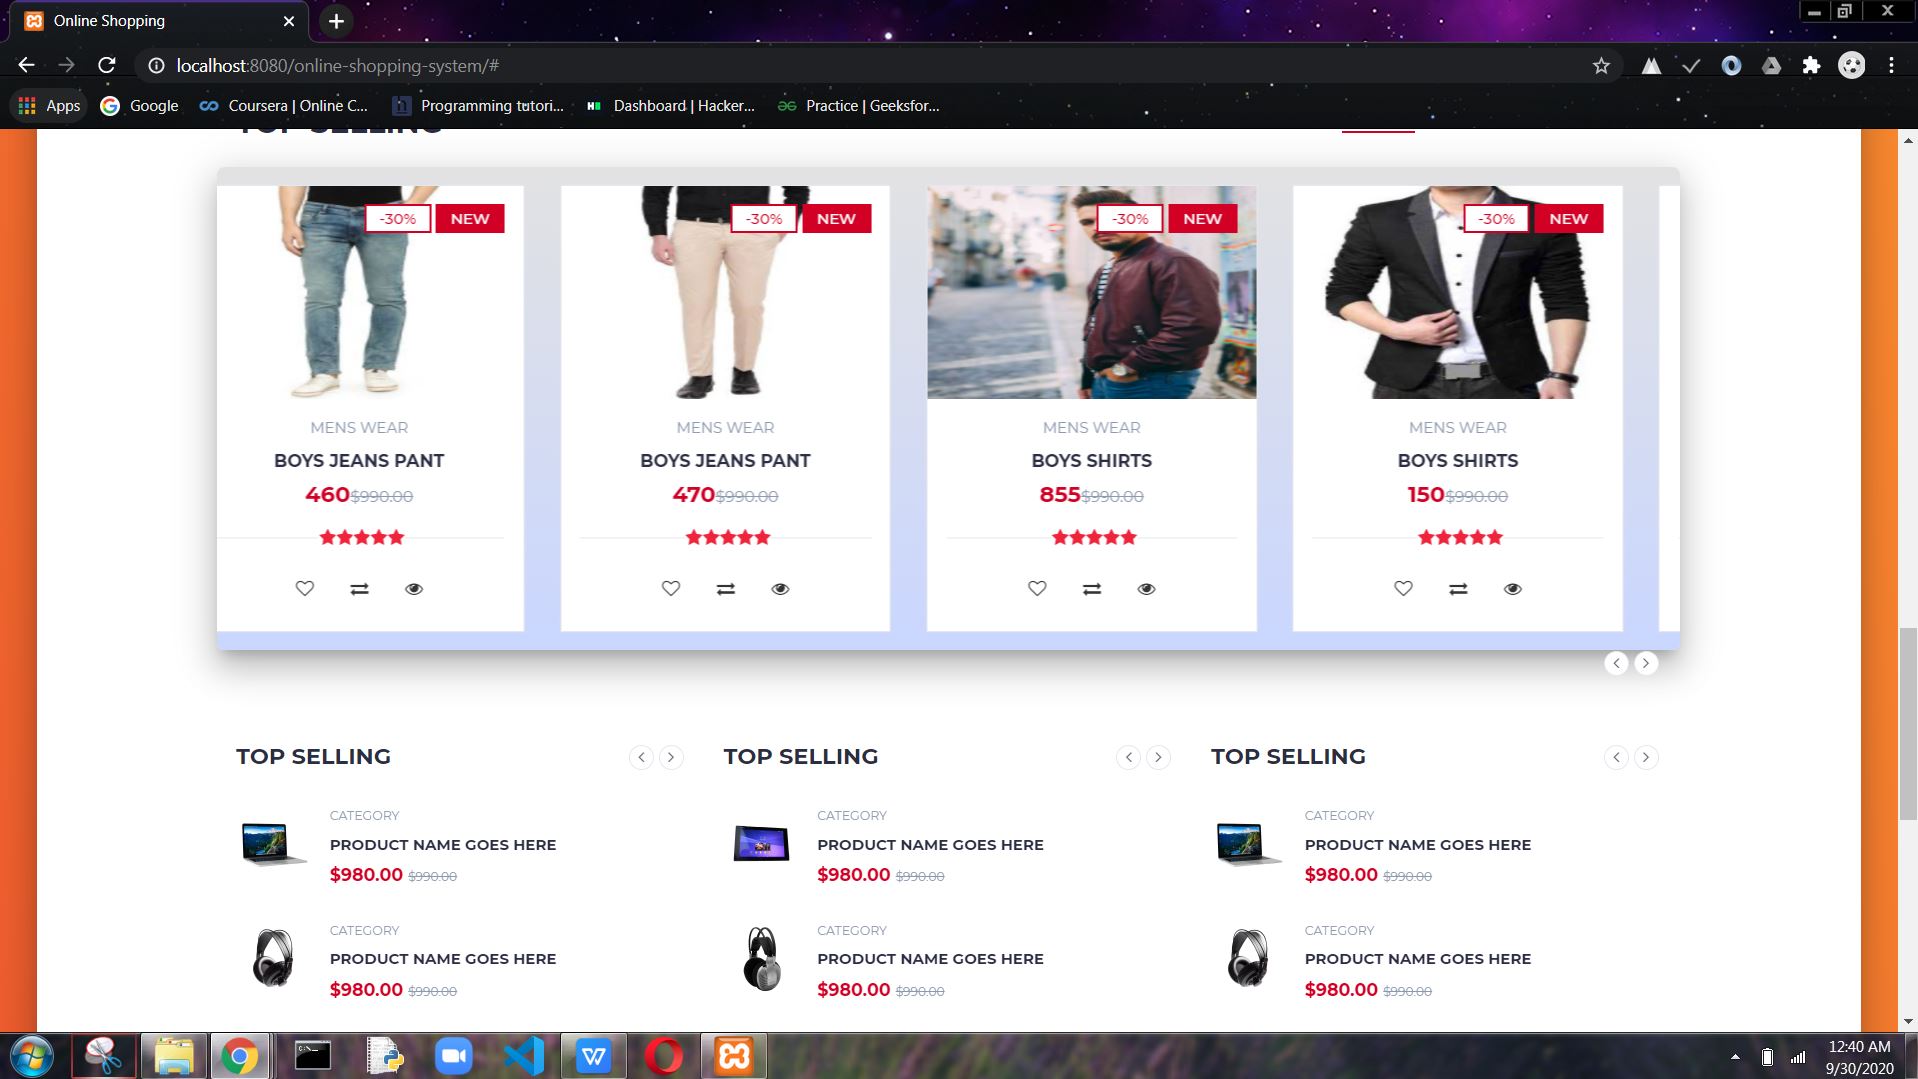 Online Shopping
localhost:8080/online-shopping-system/#
Apps Google Coursera | Online C... Programming tutori... Dashboard | Hacker... Practice | Geeksfor...
TOP SELLING
-30% NEW -30% NEW -30% NEW -30% NEW
MENS WEAR MENS WEAR MENS WEAR MENS WEAR
BOYS JEANS PANT BOYS JEANS PANT BOYS SHIRTS BOYS SHIRTS
460$990.00 470$990.00 855$990.00 150$990.00
TOP SELLING TOP SELLING TOP SELLING
CATEGORY CATEGORY CATEGORY
PRODUCT NAME GOES HERE PRODUCT NAME GOES HERE PRODUCT NAME GOES HERE
$980.00 $990.00 $980.00 $990.00 $980.00 $990.00
CATEGORY CATEGORY CATEGORY
PRODUCT NAME GOES HERE PRODUCT NAME GOES HERE PRODUCT NAME GOES HERE
$980.00 $990.00 $980.00 $990.00 $980.00 $990.00
12:40 AM
9/30/2020